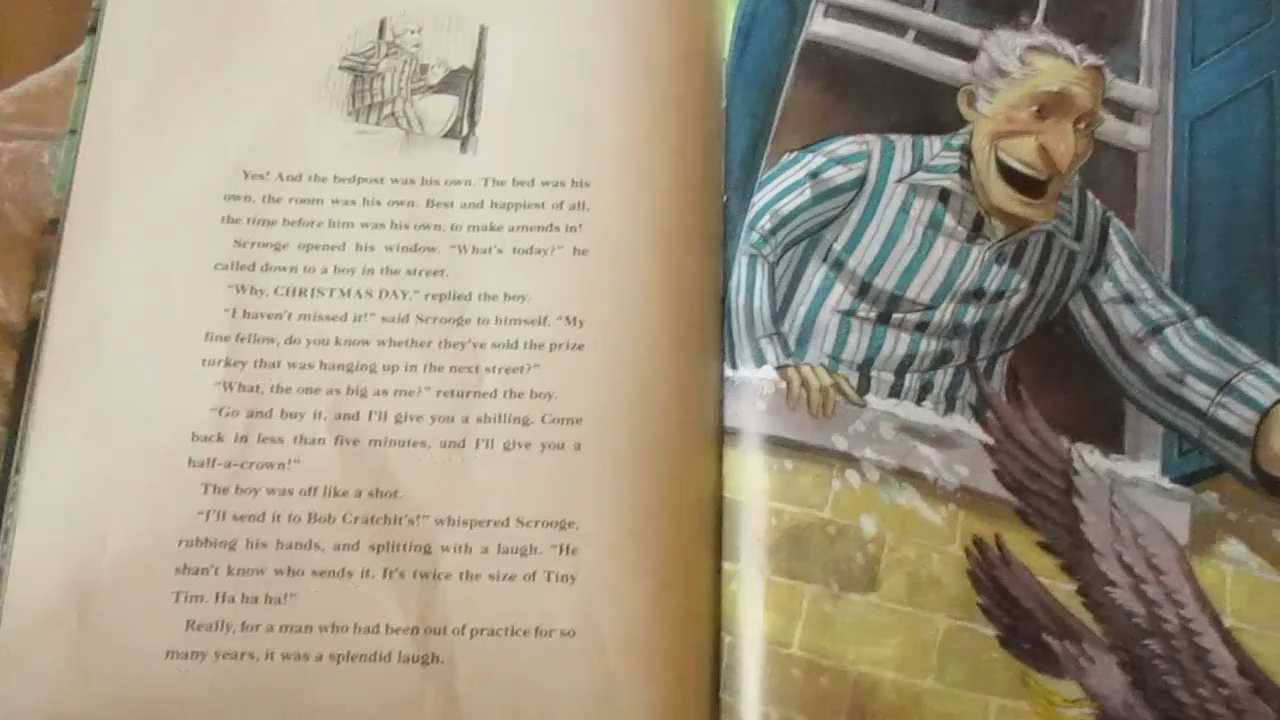 Yes! And the bedpost was his own. The bed was his
own, the room was his own. Best and happiest of all,
the time before him was his own, to make amends in!
Scrooge opened his window. "What's today?" he
called down to a boy in the street.
"Why, CHRISTMAS DAY," replied the boy.
"I haven't missed it!" said Scrooge to himself. "My
fine fellow, do you know whether they've sold the prize
turkey that was hanging up in the next street?"
"What, the one as big as me?" returned the boy.
"Go and buy it, and I'll give you a shilling. Come
back in less than five minutes, and I'll give you a
half-a-crown!"
The boy was off like a shot.
"I'll send it to Bob Cratchit's!" whispered Scrooge,
rubbing his hands, and splitting with a laugh. "He
shan't know who sends it. It's twice the size of Tiny
Tim. Ha ha ha!"
Really, for a man who had been out of practice for so
many years, it was a splendid laugh.